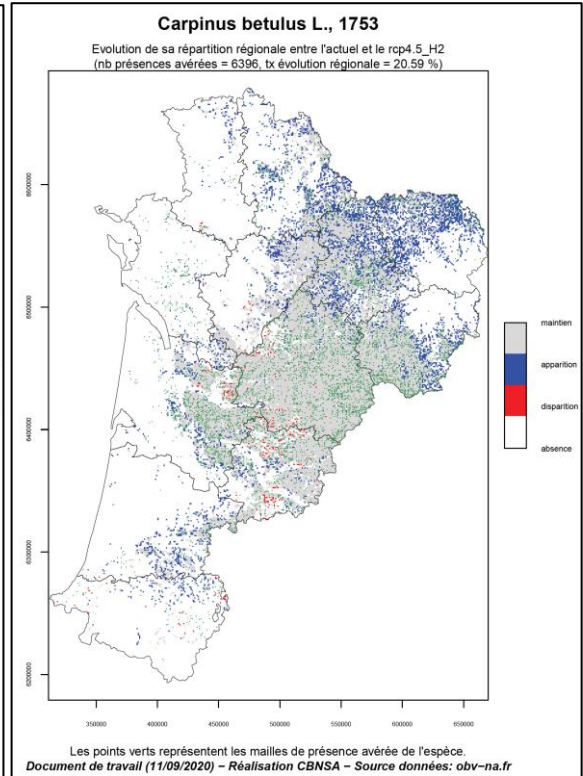 Carpinus betulus L., 1753
Evolution de sa répartition régionale entre l'actuel et le rcp4.5_H2
(nb présences avérées = 6396, tx évolution régionale = 20.59 %)
6600000
6500000
6400000
6300000
6200000
maintien
apparition
disparition
absence
350000 400000 450000 500000 550000 600000 650000
Les points verts représentent les mailles de présence avérée de l'espèce.
Document de travail (11/09/2020) − Réalisation CBNSA − Source données: obv−na.fr